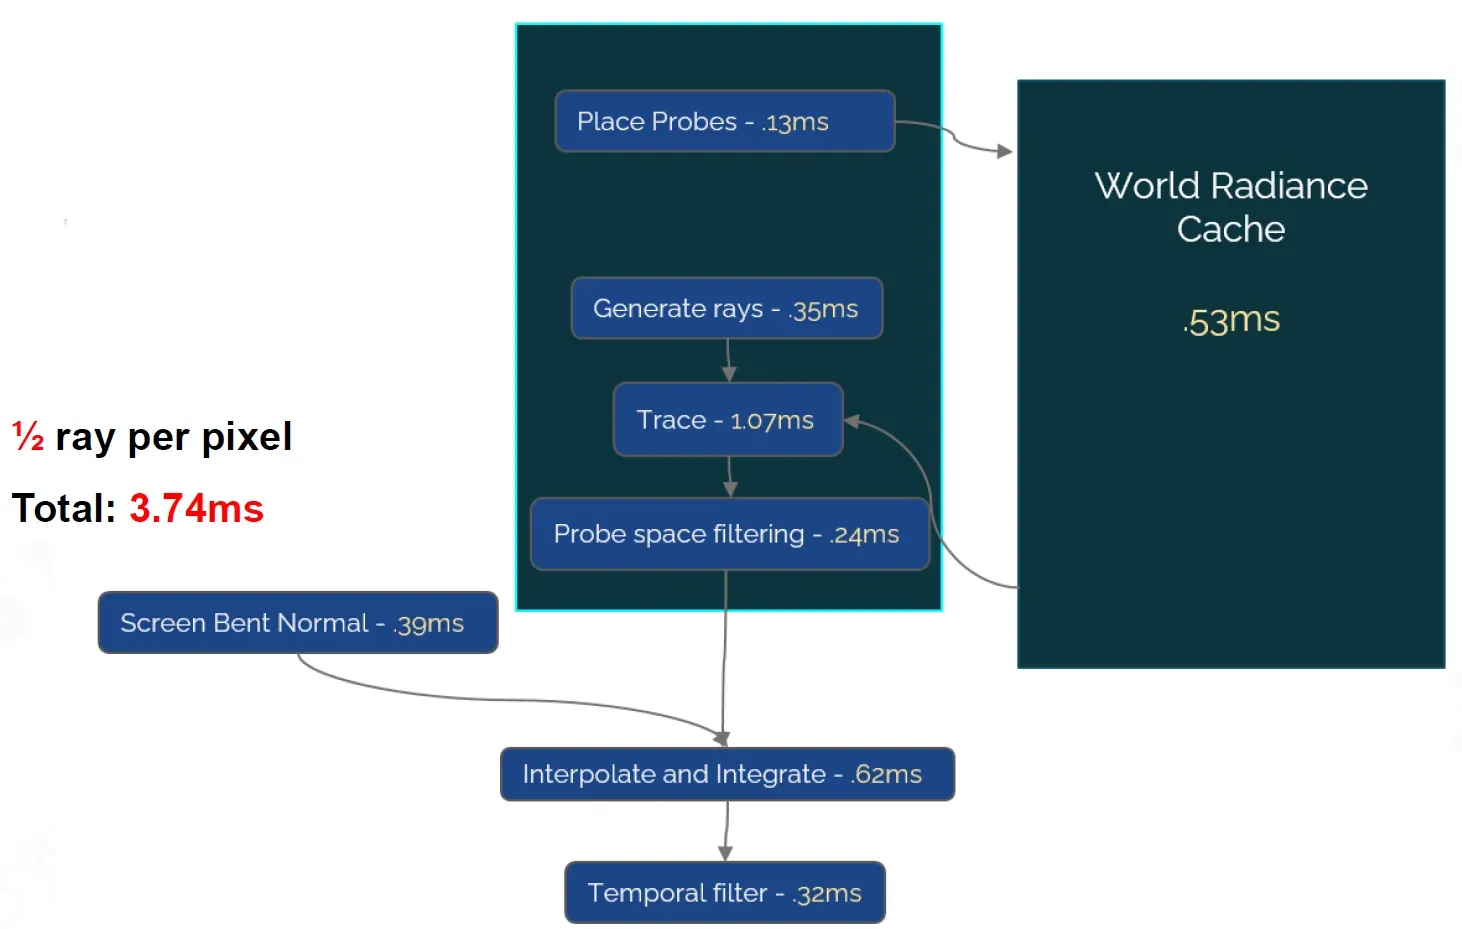 Place Probes - .13ms
World Radiance
Cache
.53ms
Generate rays - .35ms
Trace - 1.07ms
½ ray per pixel
Total: 3.74ms
Probe space filtering - .24ms
Screen Bent Normal - .39ms
Interpolate and Integrate - .62ms
Temporal filter - .32ms